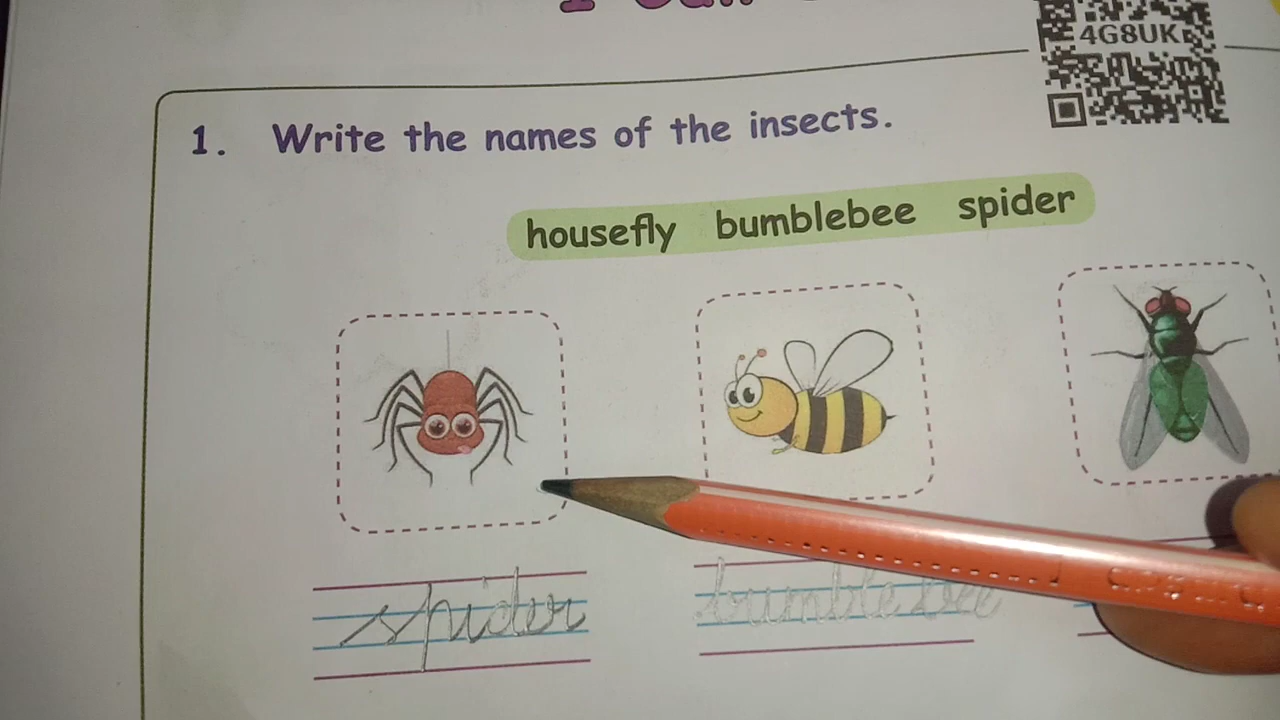 4G8UK
1. Write the names of the insects.
housefly bumblebee spider
spider bumblebee